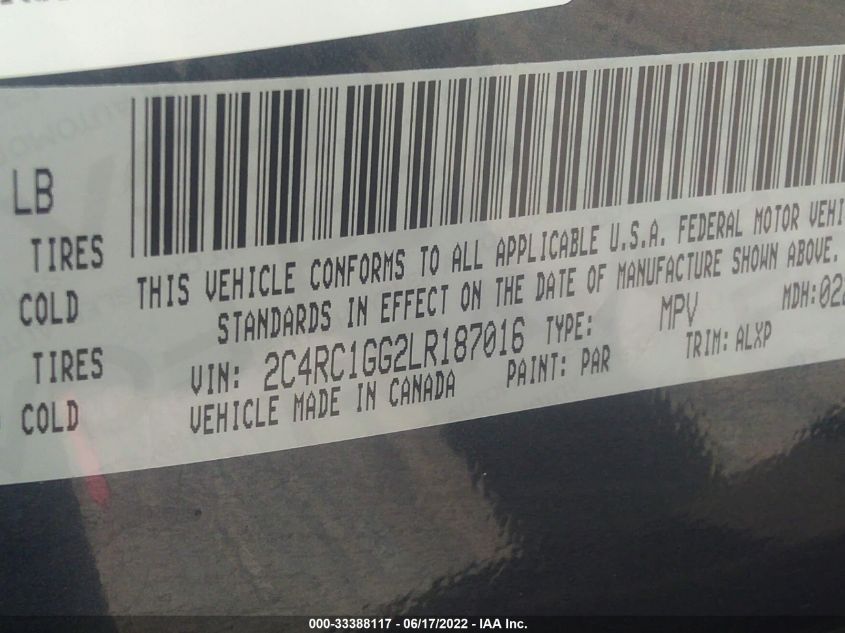 LB
TIRES
COLD
TIRES
COLD
THIS VEHICLE CONFORMS TO ALL APPLICABLE U.S.A. FEDERAL MOTOR VEHI
STANDARDS IN EFFECT ON THE DATE OF MANUFACTURE SHOWN ABOVE.
VIN: 2C4RC1GG2LR187016 TYPE: MPV MDH:022
VEHICLE MADE IN CANADA PAINT: PAR TRIM: ALXP
000-33388117 - 06/17/2022 - IAA Inc.